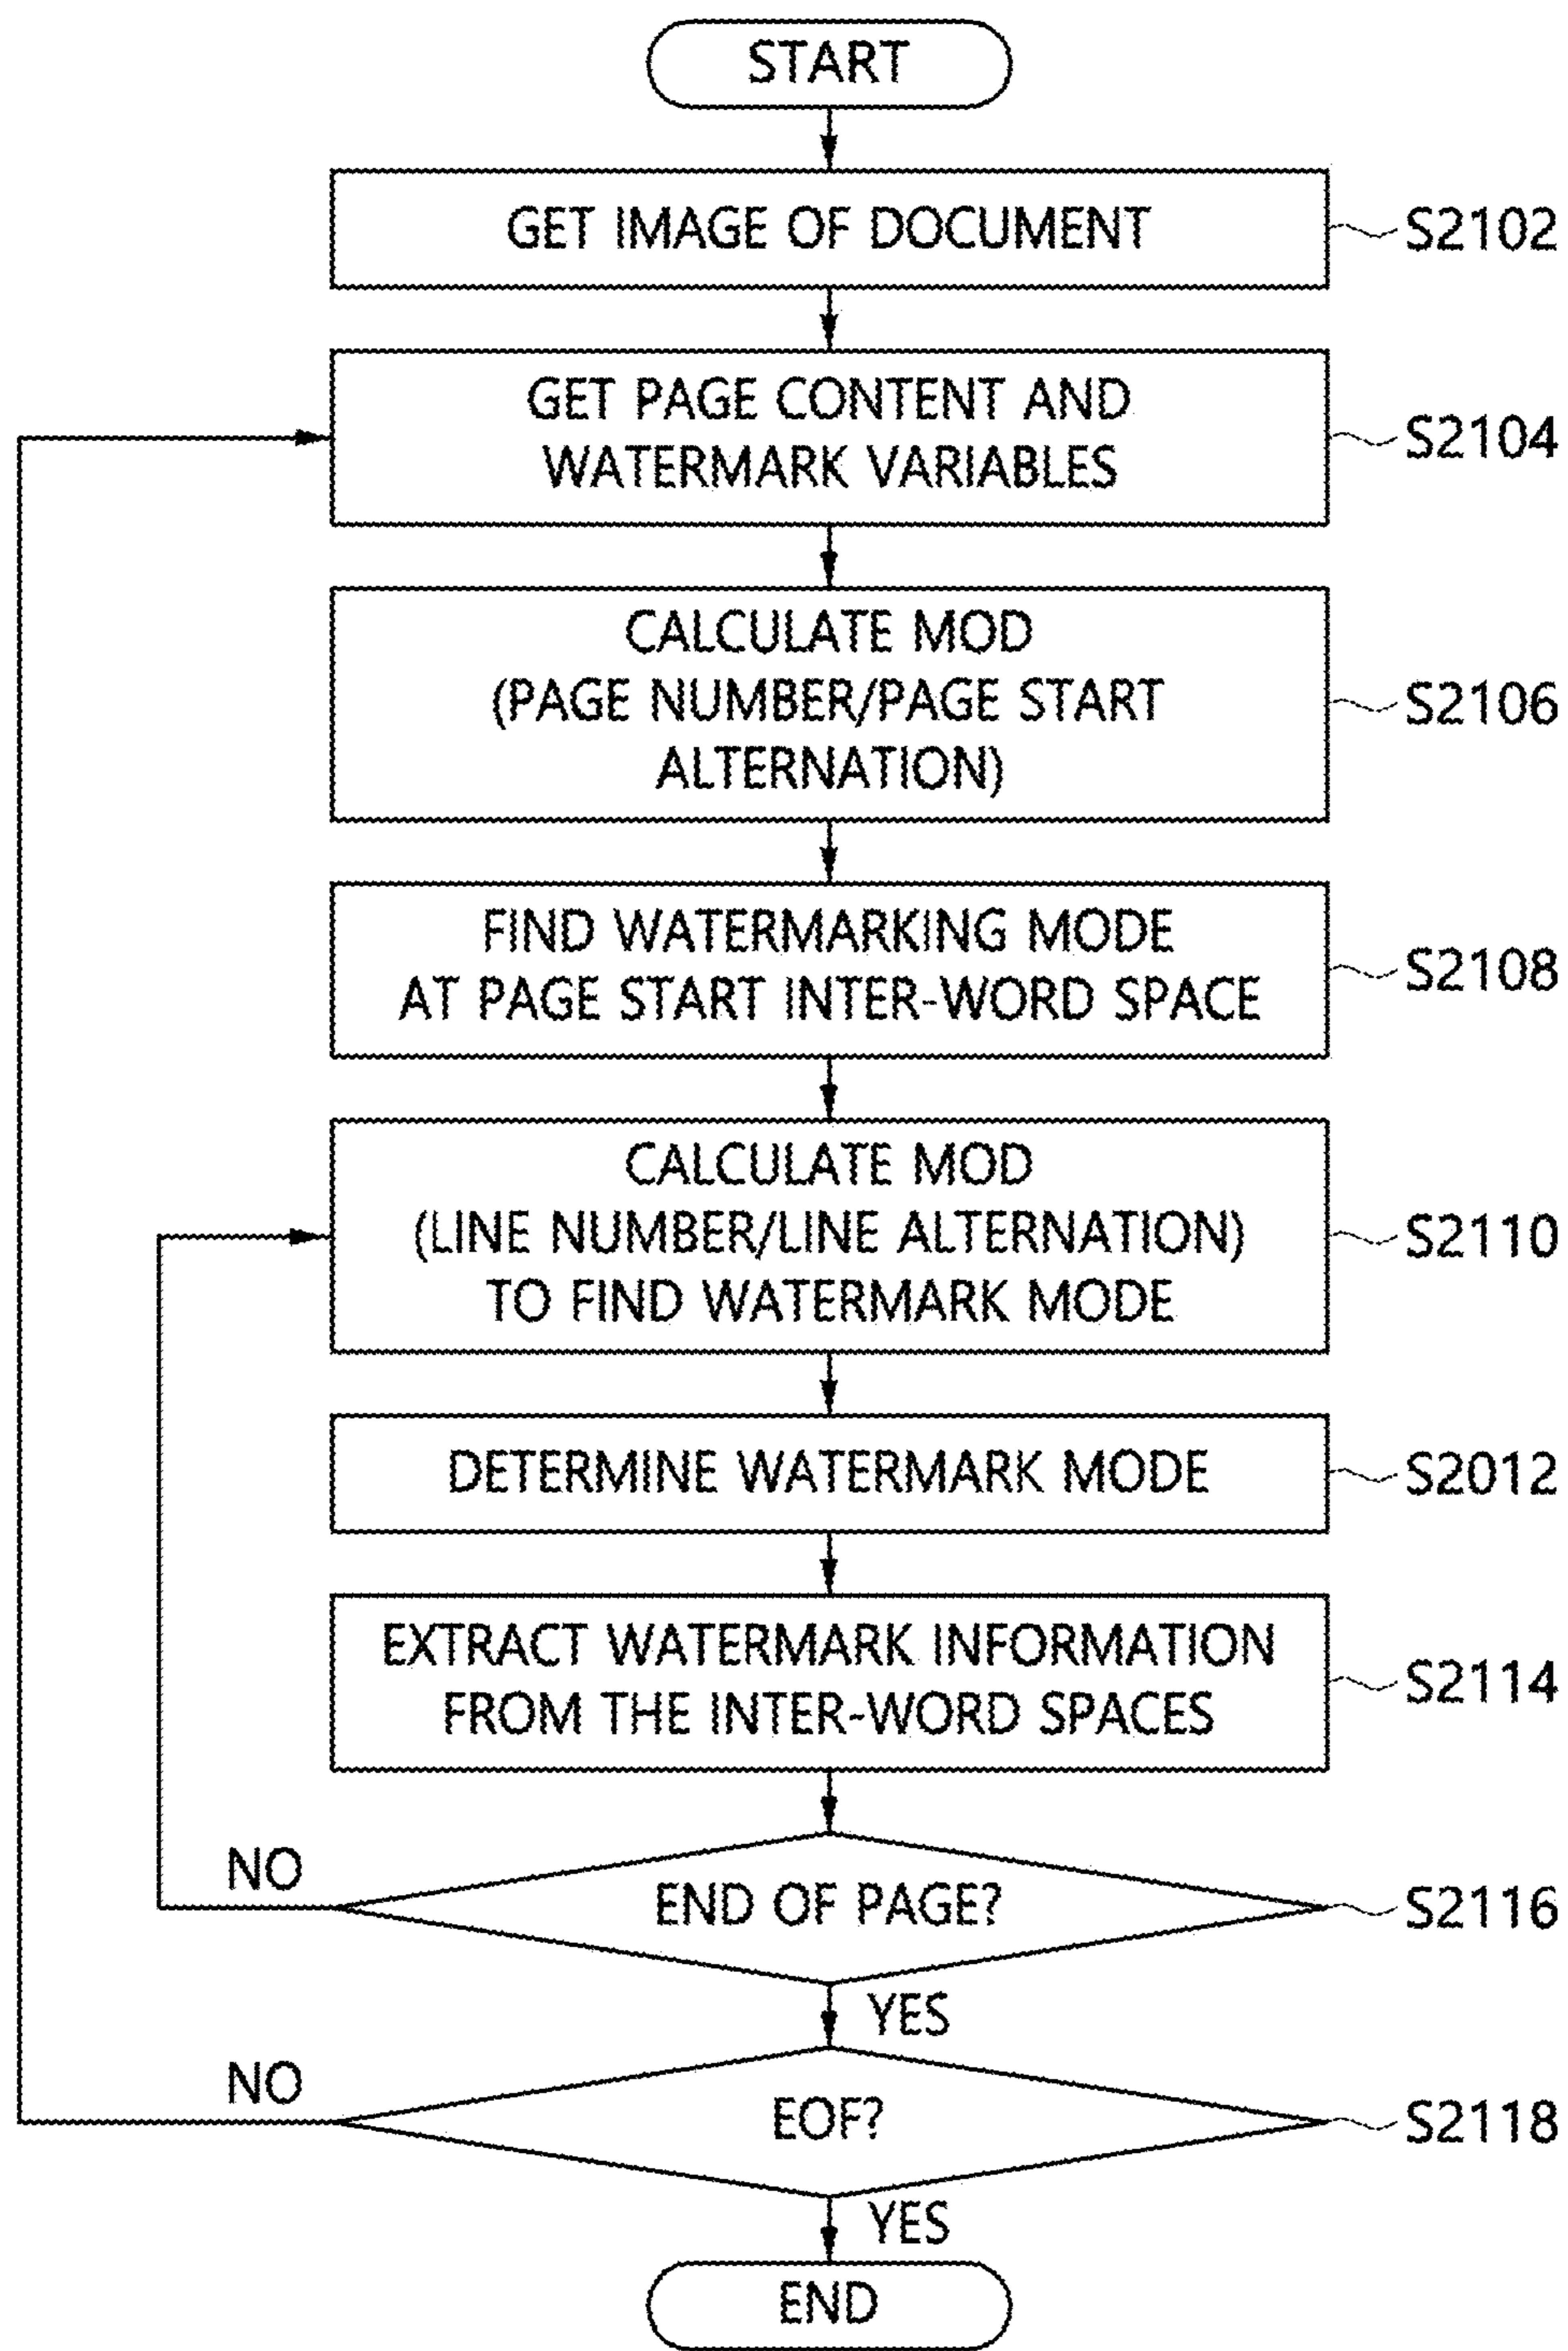 START
GET IMAGE OF DOCUMENT
S2102
GET PAGE CONTENT AND
WATERMARK VARIABLES
S2104
CALCULATE MOD
(PAGE NUMBER/PAGE START
ALTERNATION)
S2106
FIND WATERMARKING MODE
AT PAGE START INTER-WORD SPACE
S2108
CALCULATE MOD
(LINE NUMBER/LINE ALTERNATION)
TO FIND WATERMARK MODE
S2110
DETERMINE WATERMARK MODE
S2012
EXTRACT WATERMARK INFORMATION
FROM THE INTER-WORD SPACES
S2114
NO
END OF PAGE?
S2116
YES
NO
EOF?
S2118
YES
END